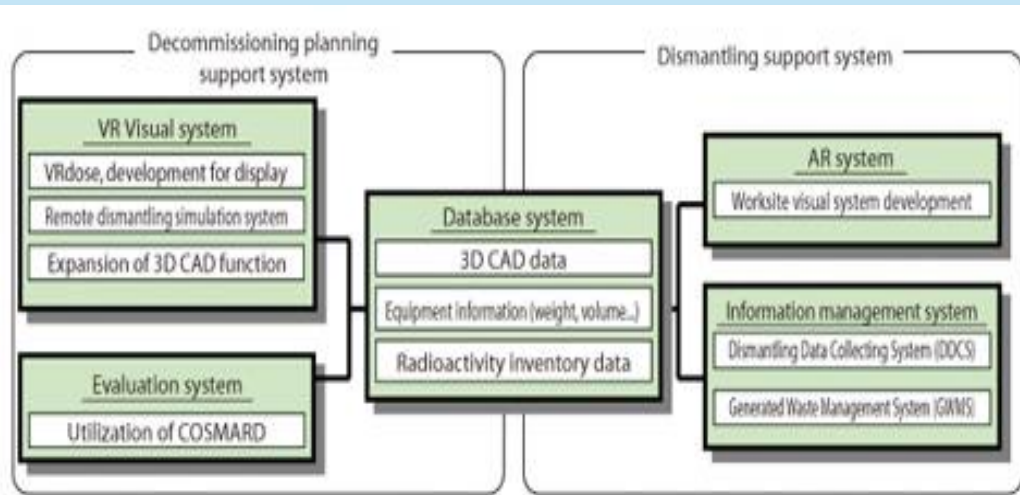 Decommissioning planning
support system
Dismantling support system
VR Visual system
VRdose, development for display
Remote dismantling simulation system
Expansion of 3D CAD function
Evaluation system
Utilization of COSMARD
Database system
3D CAD data
Equipment information (weight, volume...)
Radioactivity inventory data
AR system
Worksite visual system development
Information management system
Dismantling Data Collecting System (DDCS)
Generated Waste Management System (GWMS)